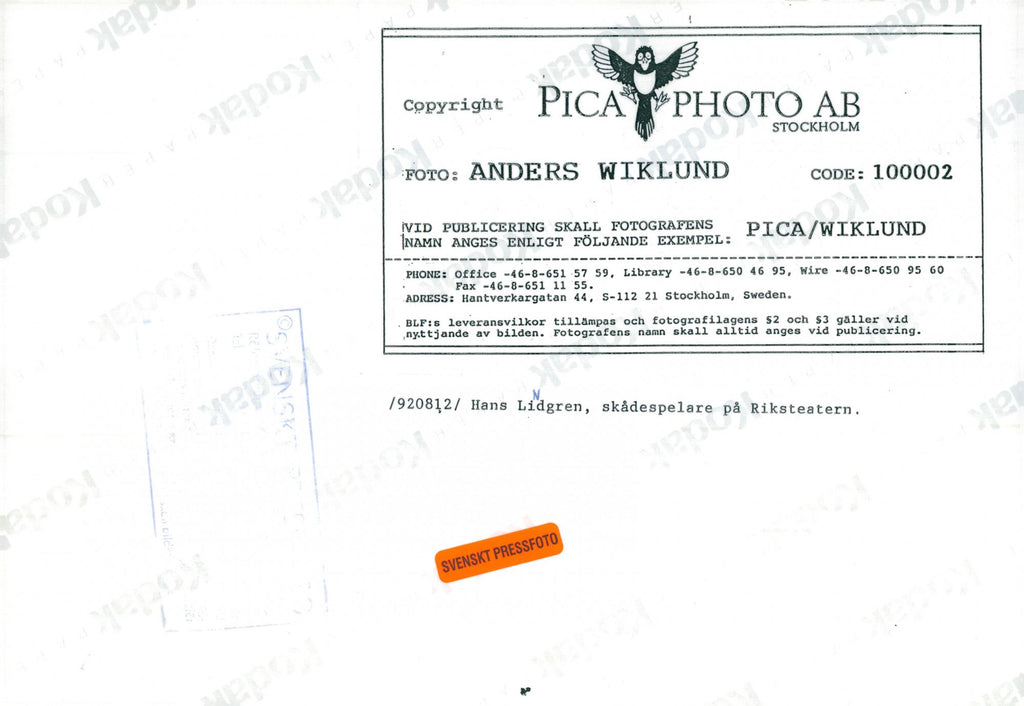 Copyright PICA PHOTO AB
STOCKHOLM
FOTO: ANDERS WIKLUND CODE: 100002
VID PUBLICERING SKALL FOTOGRAFENS
NAMN ANGES ENLIGT FÖLJANDE EXEMPEL: PICA/WIKLUND
PHONE: Office -46-8-651 57 59, Library -46-8-650 46 95, Wire -46-8-650 95 60
Fax -46-8-651 11 55.
ADRESS: Hantverkargatan 44, S-112 21 Stockholm, Sweden.
BLF:s leveransvilkor tillämpas och fotografilagens §2 och §3 gäller vid
nyttjande av bilden. Fotografens namn skall alltid anges vid publicering.
N
/920812/ Hans Lidgren, skådespelare på Riksteatern.
SVENSKT PRESSFOTO
SVENSKT
Kodak